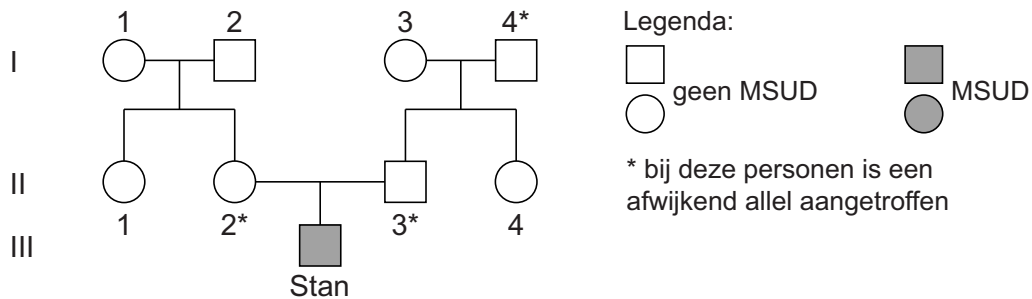 1 2 3 4*
I
II
1 2* 3* 4
III
Stan
Legenda:
geen MSUD
MSUD
* bij deze personen is een
afwijkend allel aangetroffen